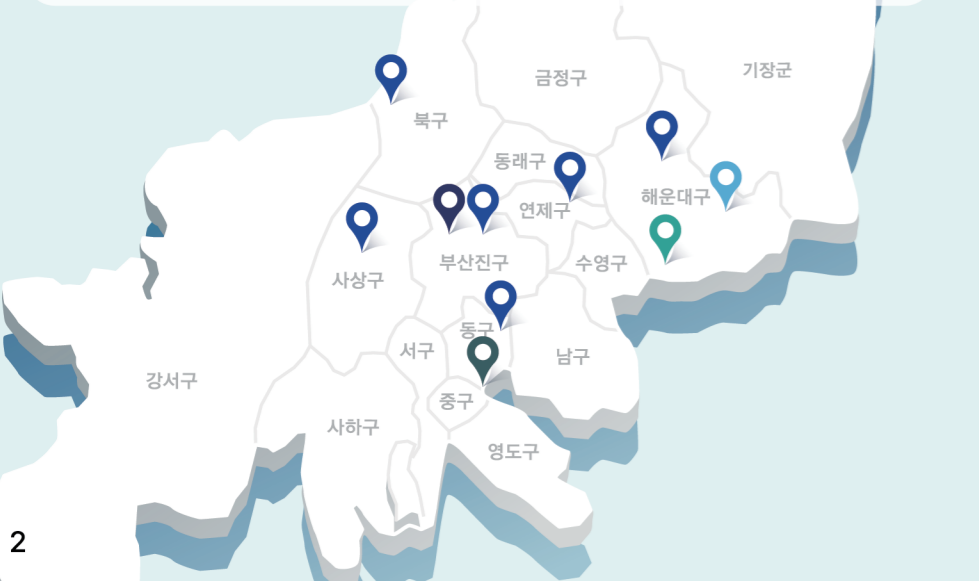 금정구
기장군
북구
동래구
해운대구
연제구
부산진구
수영구
사상구
동구
서구
남구
강서구
중구
사하구
영도구
2